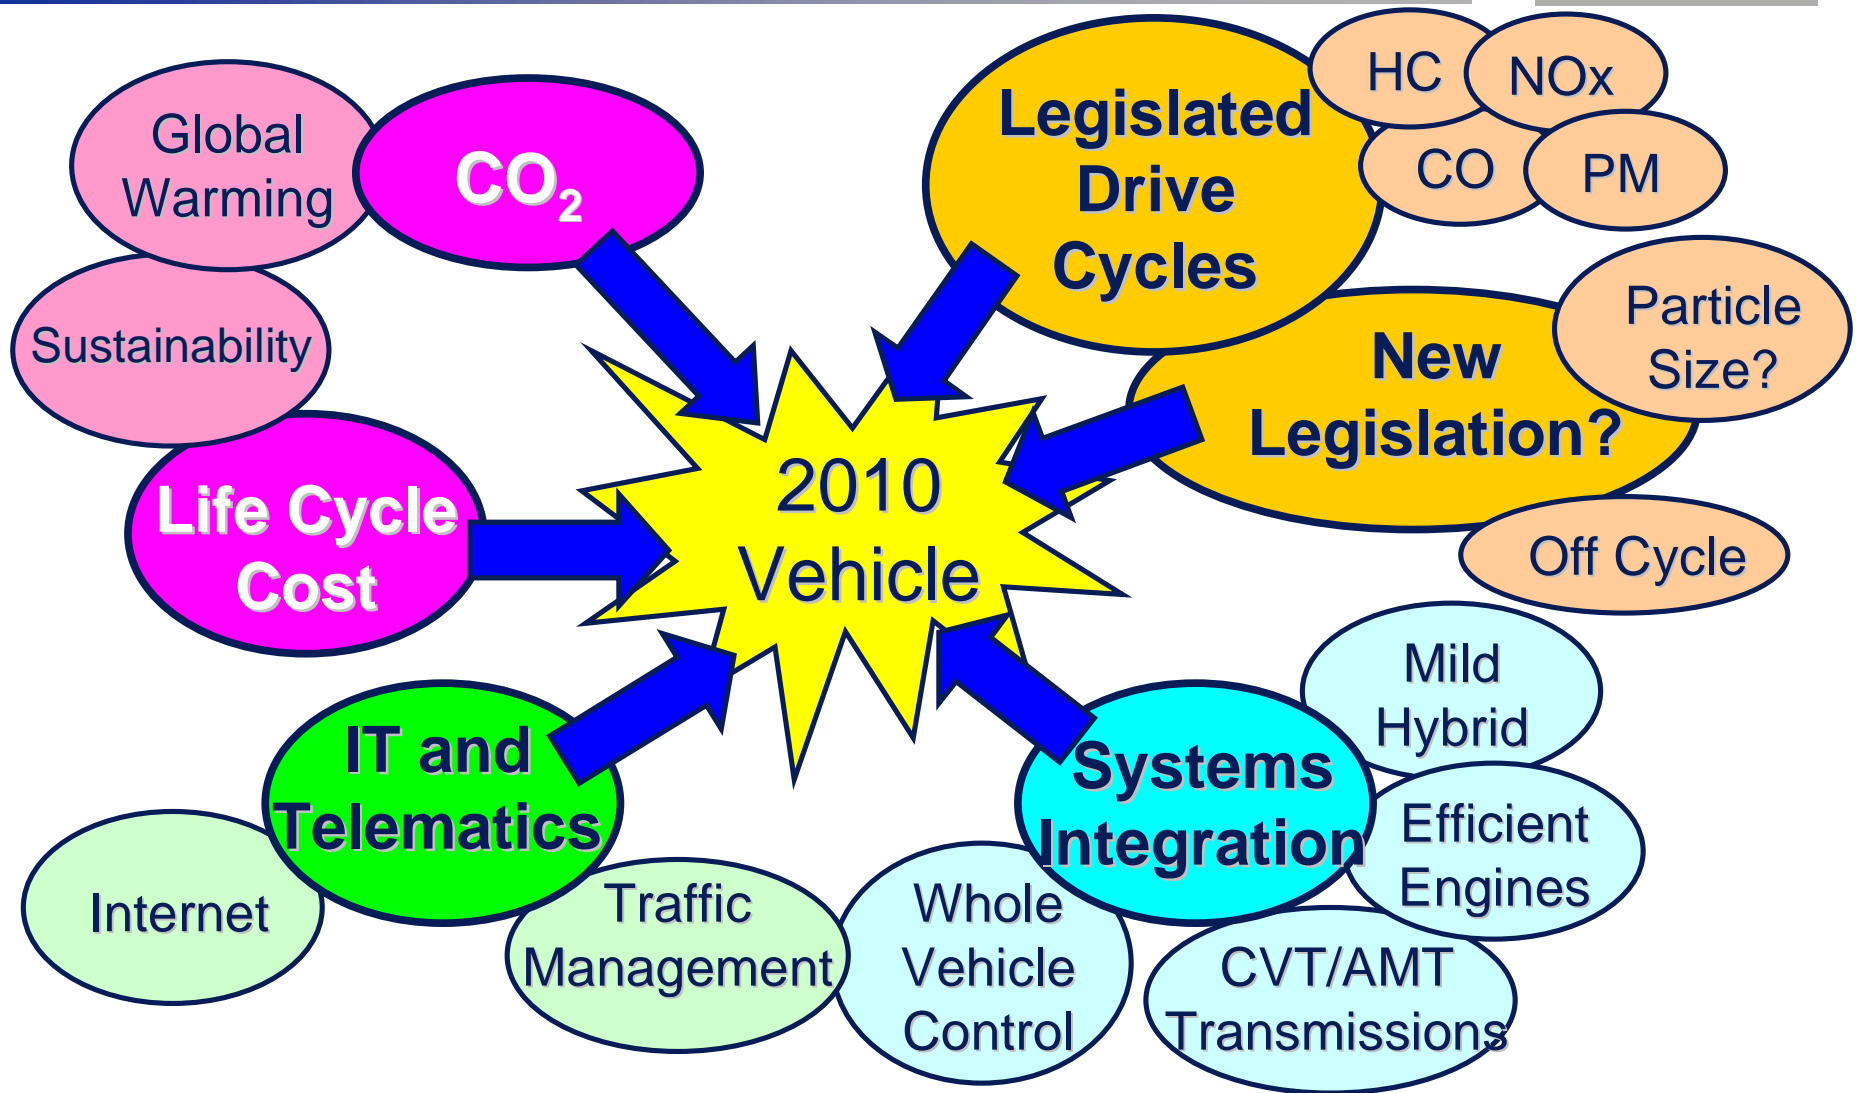 Global
Warming
CO₂
Legislated
Drive
Cycles
HC
NOx
CO
PM
Sustainability
New
Legislation?
Particle
Size?
Life Cycle
Cost
2010
Vehicle
Off Cycle
IT and
Telematics
Internet
Traffic
Management
Systems
Integration
Mild
Hybrid
Efficient
Engines
Whole
Vehicle
Control
CVT/AMT
Transmissions